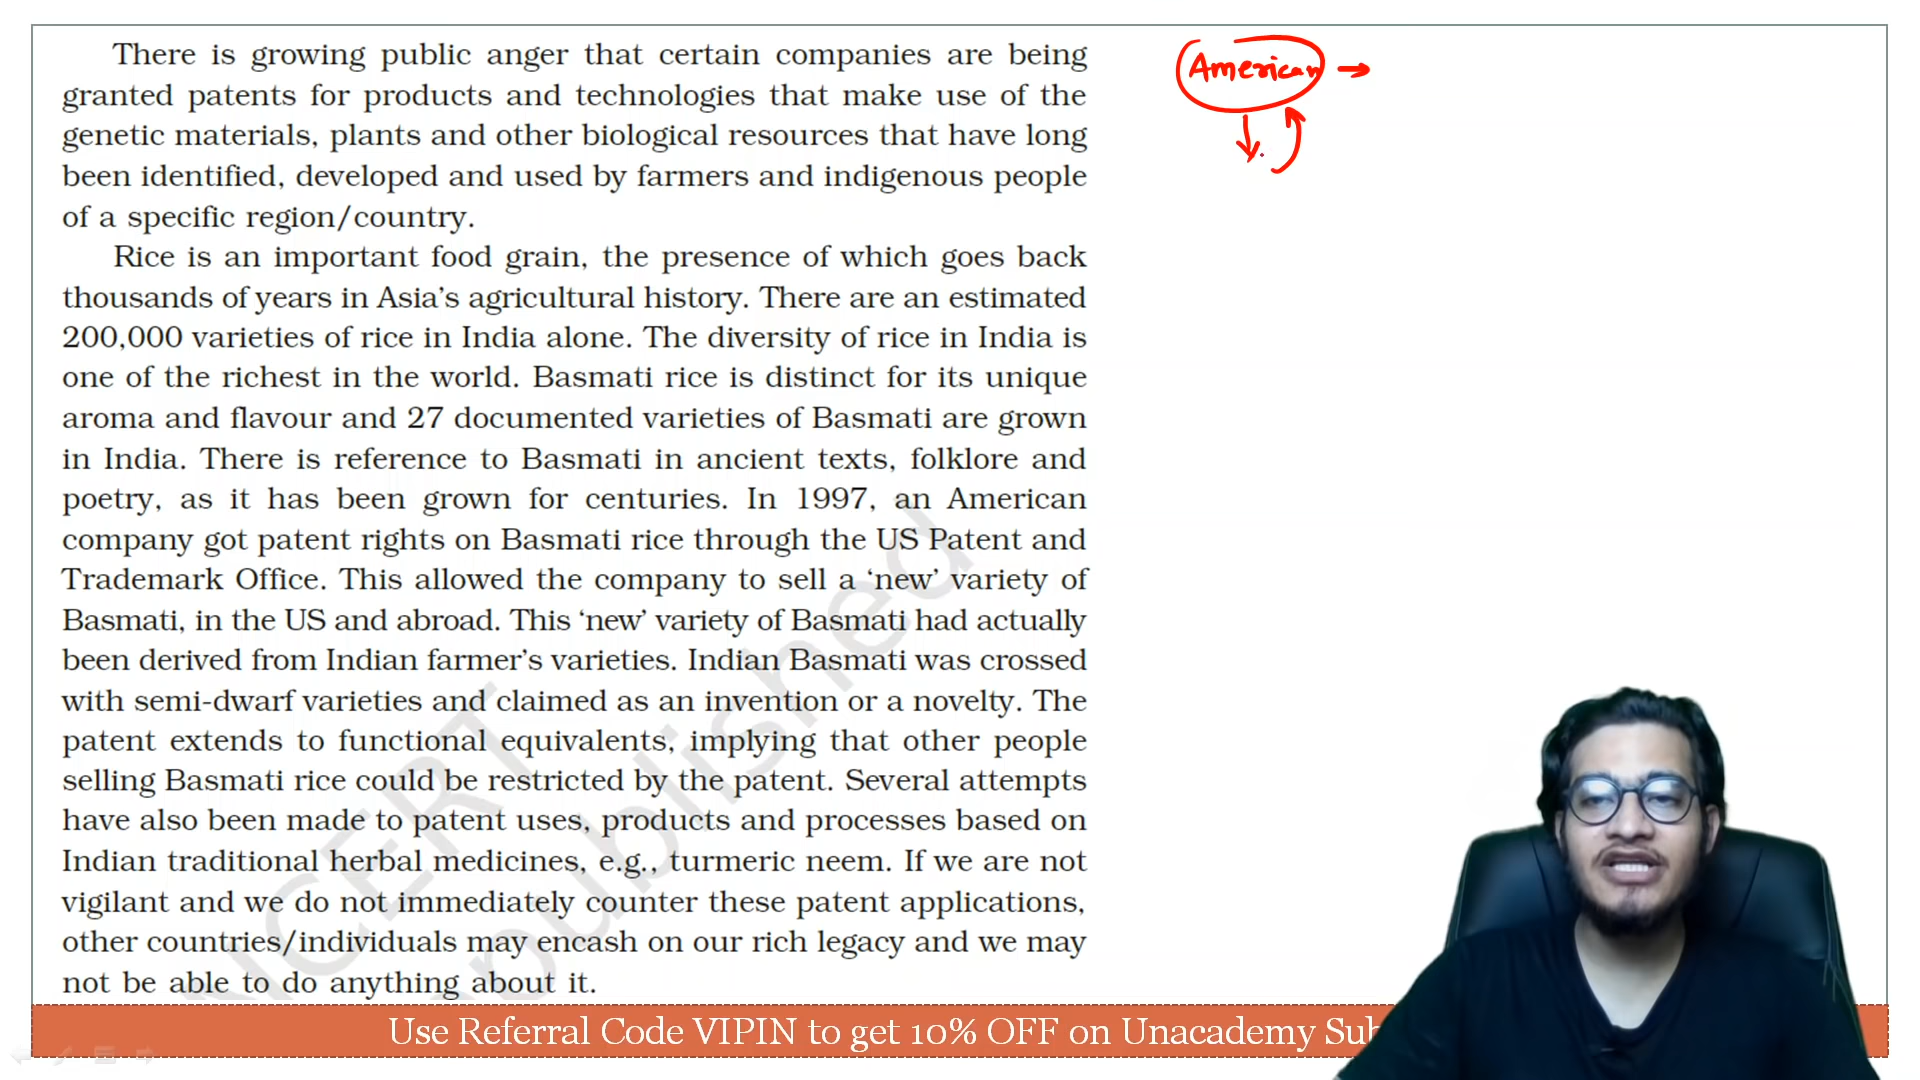 There is growing public anger that certain companies are being
granted patents for products and technologies that make use of the
genetic materials, plants and other biological resources that have long
been identified, developed and used by farmers and indigenous people
of a specific region/country.
Rice is an important food grain, the presence of which goes back
thousands of years in Asia’s agricultural history. There are an estimated
200,000 varieties of rice in India alone. The diversity of rice in India is
one of the richest in the world. Basmati rice is distinct for its unique
aroma and flavour and 27 documented varieties of Basmati are grown
in India. There is reference to Basmati in ancient texts, folklore and
poetry, as it has been grown for centuries. In 1997, an American
company got patent rights on Basmati rice through the US Patent and
Trademark Office. This allowed the company to sell a ‘new’ variety of
Basmati, in the US and abroad. This ‘new’ variety of Basmati had actually
been derived from Indian farmer’s varieties. Indian Basmati was crossed
with semi-dwarf varieties and claimed as an invention or a novelty. The
patent extends to functional equivalents, implying that other people
selling Basmati rice could be restricted by the patent. Several attempts
have also been made to patent uses, products and processes based on
Indian traditional herbal medicines, e.g., turmeric neem. If we are not
vigilant and we do not immediately counter these patent applications,
other countries/individuals may encash on our rich legacy and we may
not be able to do anything about it.
American
NCERT
published
Use Referral Code VIPIN to get 10% OFF on Unacademy Sub